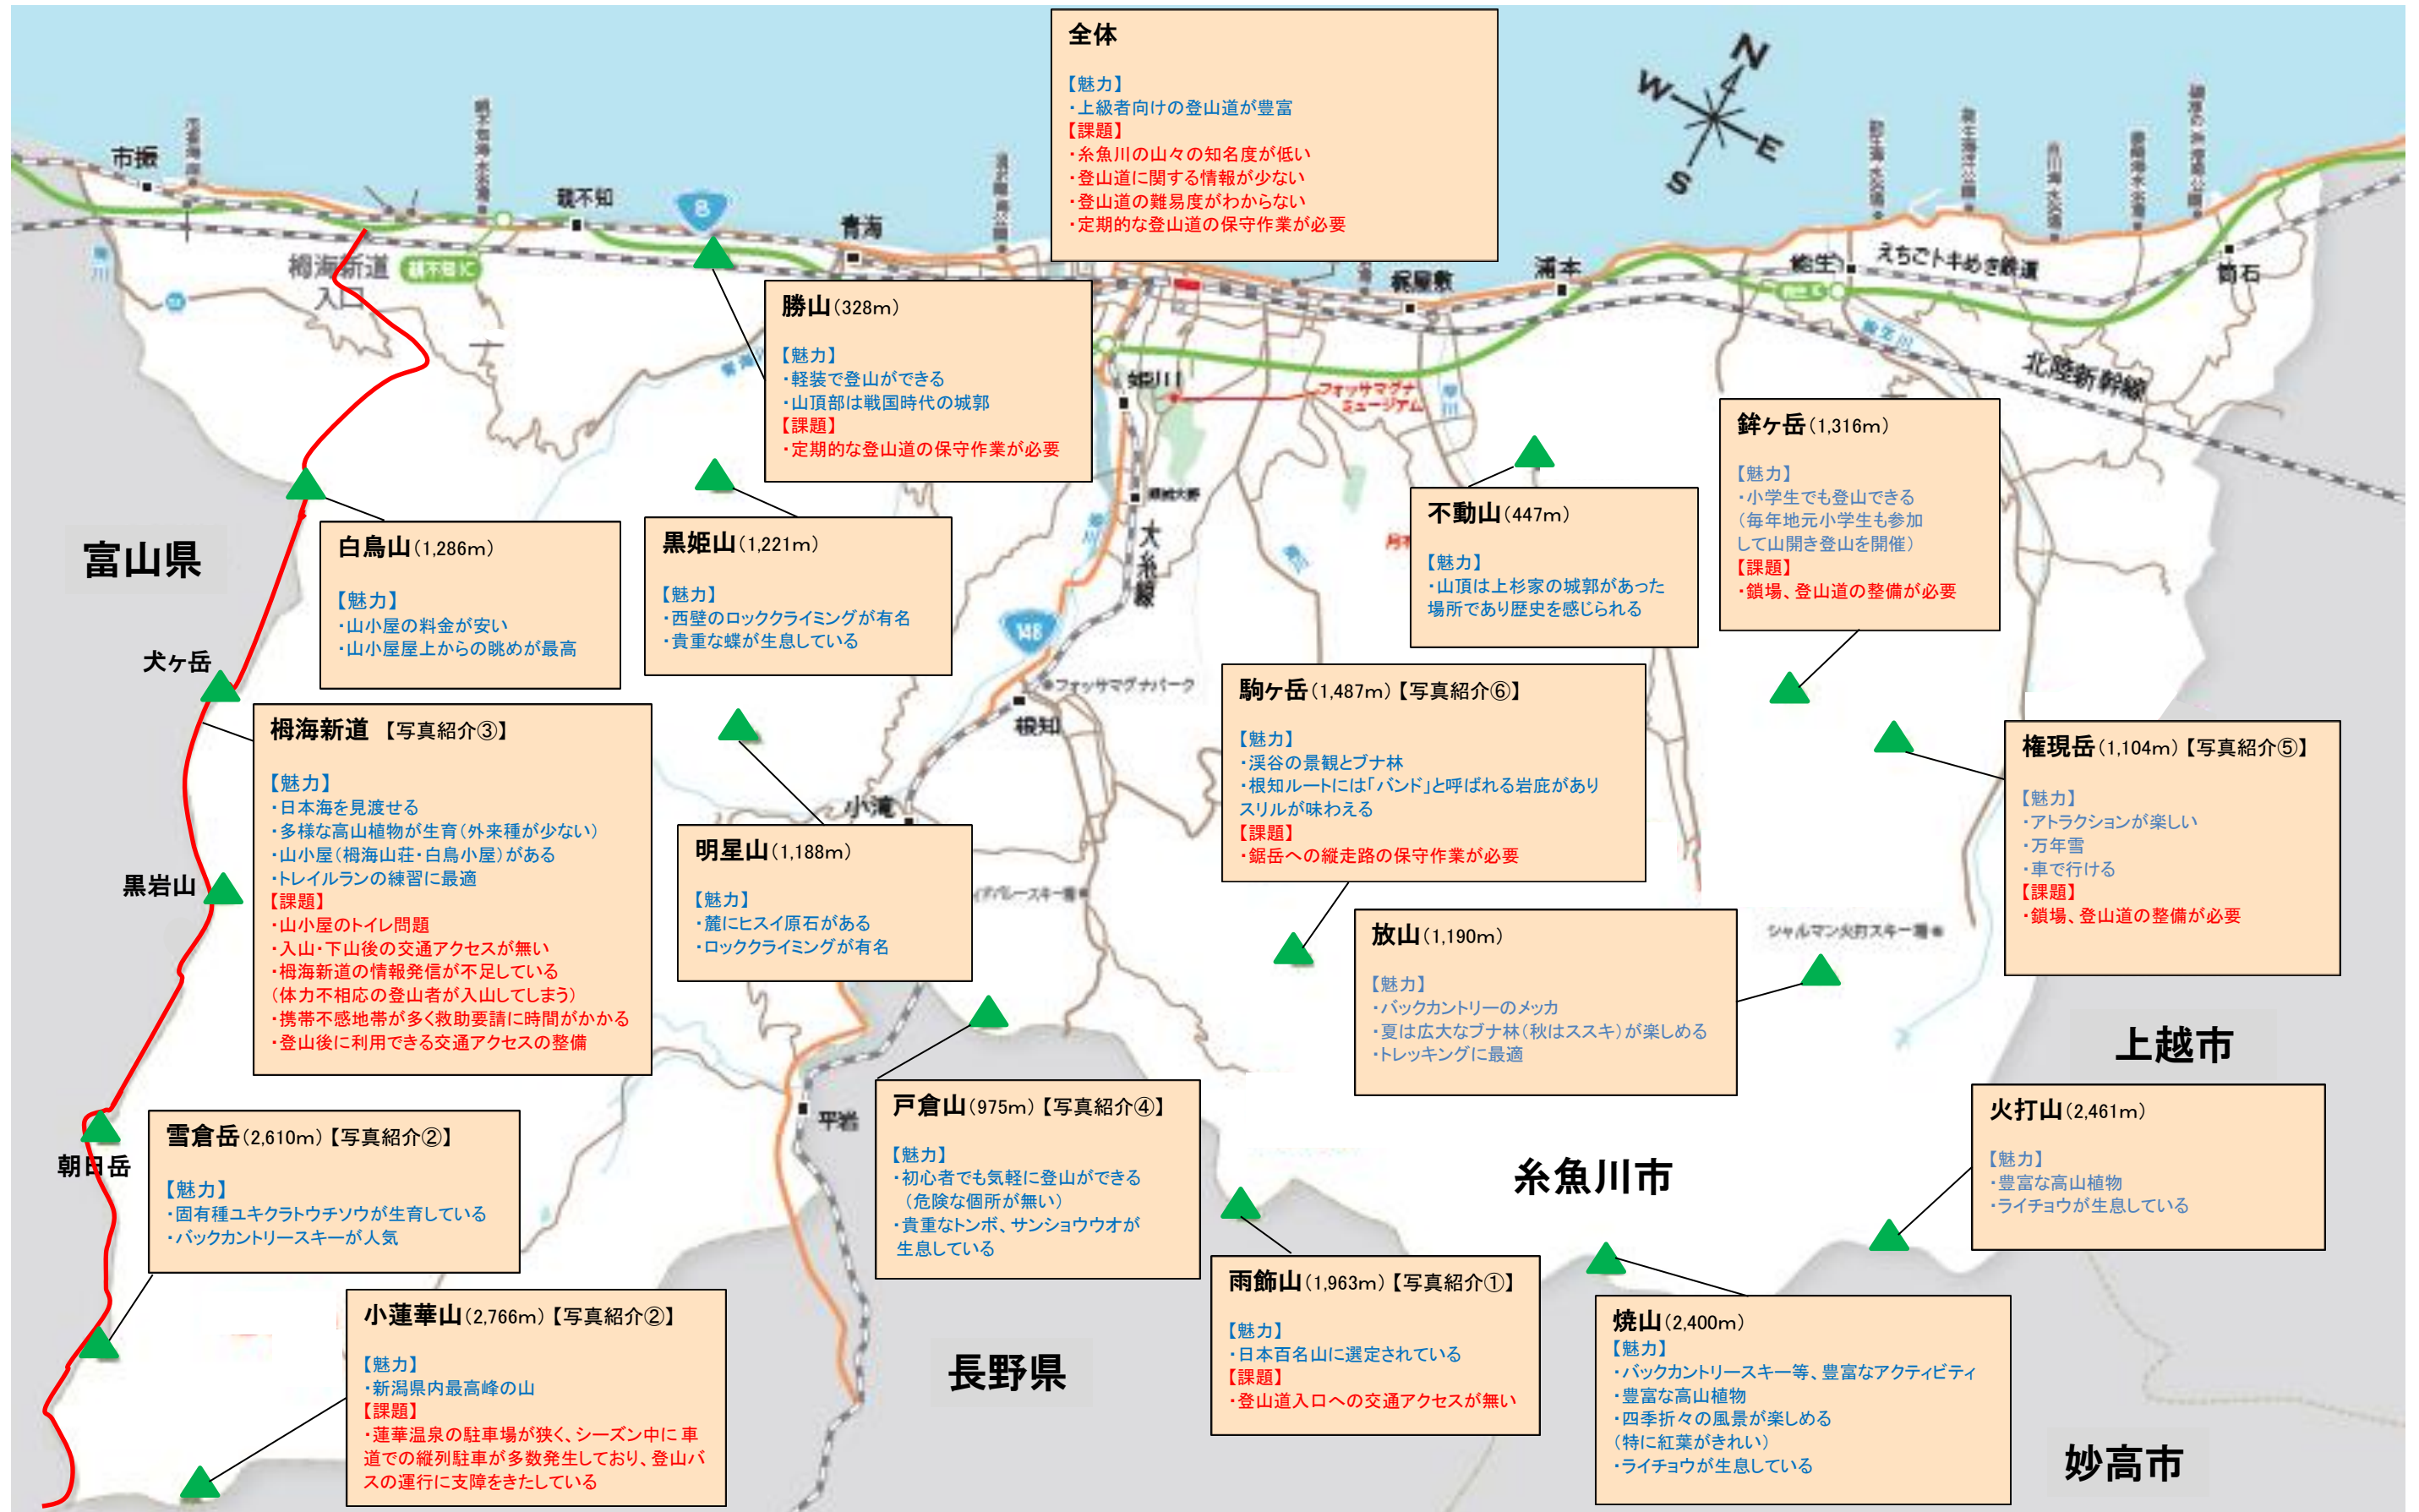 全体
【魅力】
・上級者向けの登山道が豊富
【課題】
・糸魚川の山々の知名度が低い
・登山道に関する情報が少ない
・登山道の難易度がわからない
・定期的な登山道の保守作業が必要
N
W
E
S
市振
親不知
8
青海
梶屋敷
浦本
能生
えちごトキめき鉄道
筒石
栂海新道
入口
親不知IC
姫川
フォッサマグナ
ミュージアム
北陸新幹線
勝山(328m)
【魅力】
・軽装で登山ができる
・山頂部は戦国時代の城郭
【課題】
・定期的な登山道の保守作業が必要
鉾ヶ岳(1,316m)
【魅力】
・小学生でも登山できる
(毎年地元小学生も参加
して山開き登山を開催)
【課題】
・鎖場、登山道の整備が必要
富山県
白鳥山(1,286m)
【魅力】
・山小屋の料金が安い
・山小屋屋上からの眺めが最高
黒姫山(1,221m)
【魅力】
・西壁のロッククライミングが有名
・貴重な蝶が生息している
大糸線
148
不動山(447m)
【魅力】
・山頂は上杉家の城郭があった
場所であり歴史を感じられる
犬ヶ岳
フォッサマグナパーク
根知
栂海新道 【写真紹介③】
【魅力】
・日本海を見渡せる
・多様な高山植物が生育(外来種が少ない)
・山小屋(栂海山荘・白鳥小屋)がある
・トレイルランの練習に最適
【課題】
・山小屋のトイレ問題
・入山・下山後の交通アクセスが無い
・栂海新道の情報発信が不足している
(体力不相応の登山者が入山してしまう)
・携帯不感地帯が多く救助要請に時間がかかる
・登山後に利用できる交通アクセスの整備
駒ヶ岳(1,487m)【写真紹介⑥】
【魅力】
・渓谷の景観とブナ林
・根知ルートには「バンド」と呼ばれる岩庇があり
スリルが味わえる
【課題】
・鋸岳への縦走路の保守作業が必要
権現岳(1,104m)【写真紹介⑤】
【魅力】
・アトラクションが楽しい
・万年雪
・車で行ける
【課題】
・鎖場、登山道の整備が必要
小滝
明星山(1,188m)
【魅力】
・麓にヒスイ原石がある
・ロッククライミングが有名
黒岩山
放山(1,190m)
【魅力】
・バックカントリーのメッカ
・夏は広大なブナ林(秋はススキ)が楽しめる
・トレッキングに最適
シャルマン火打スキー場
上越市
朝日岳
雪倉岳(2,610m)【写真紹介②】
【魅力】
・固有種ユキクラトウチソウが生育している
・バックカントリースキーが人気
平岩
戸倉山(975m)【写真紹介④】
【魅力】
・初心者でも気軽に登山ができる
(危険な個所が無い)
・貴重なトンボ、サンショウウオが
生息している
糸魚川市
火打山(2,461m)
【魅力】
・豊富な高山植物
・ライチョウが生息している
小蓮華山(2,766m)【写真紹介②】
【魅力】
・新潟県内最高峰の山
【課題】
・蓮華温泉の駐車場が狭く、シーズン中に車
道での縦列駐車が多数発生しており、登山バ
スの運行に支障をきたしている
長野県
雨飾山(1,963m)【写真紹介①】
【魅力】
・日本百名山に選定されている
【課題】
・登山道入口への交通アクセスが無い
焼山(2,400m)
【魅力】
・バックカントリースキー等、豊富なアクティビティ
・豊富な高山植物
・四季折々の風景が楽しめる
(特に紅葉がきれい)
・ライチョウが生息している
妙高市